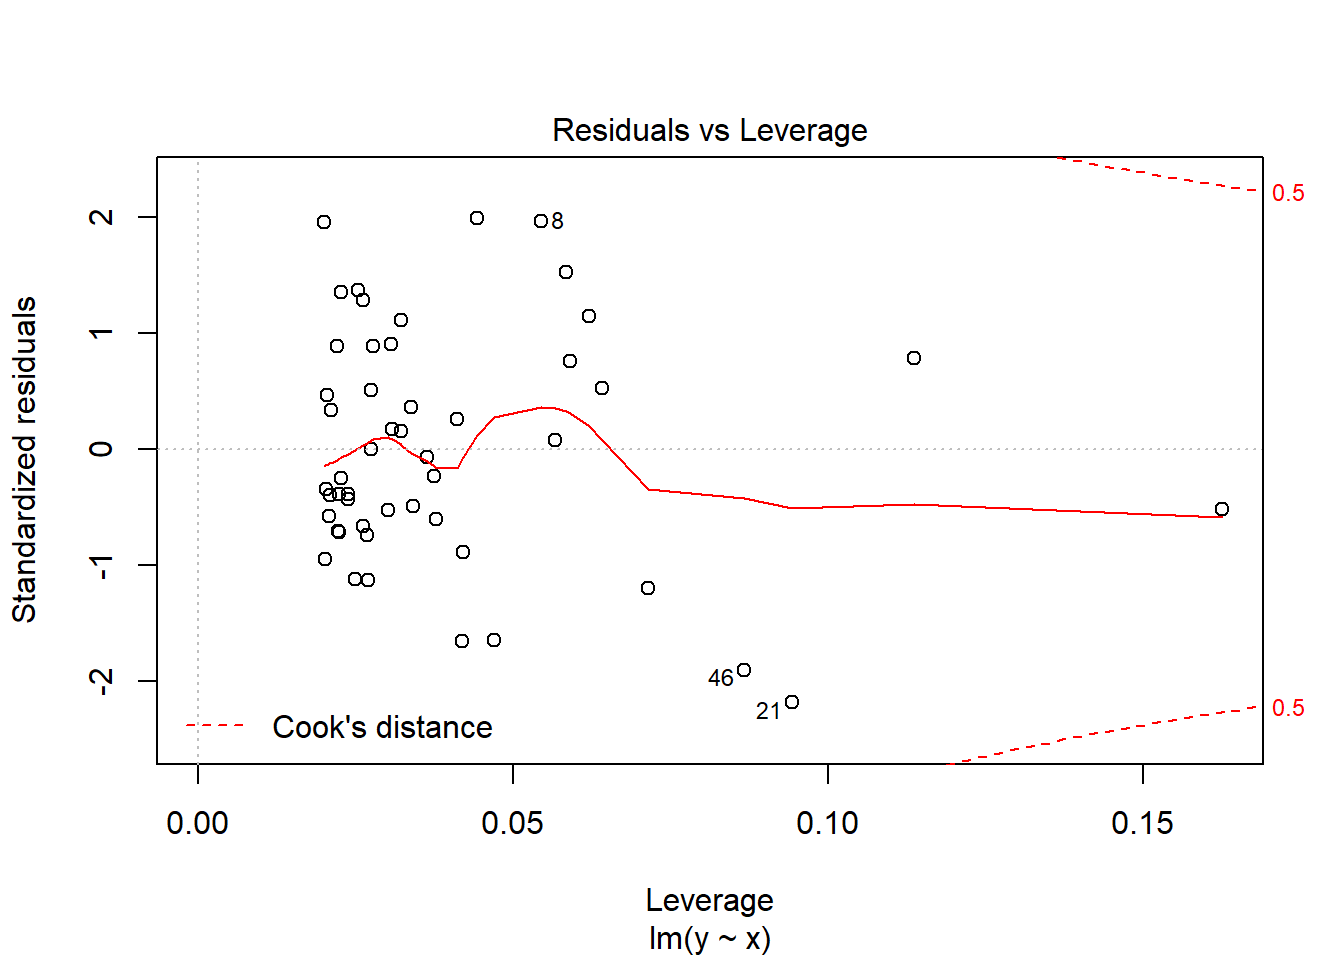 Residuals vs Leverage
Standardized residuals
2
1
0
-1
-2
0.5
8
46
21
0.5
Cook's distance
0.00 0.05 0.10 0.15
Leverage
lm(y ~ x)